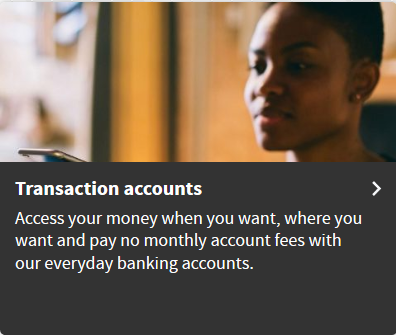 Transaction accounts
Access your money when you want, where you
want and pay no monthly account fees with
our everyday banking accounts.